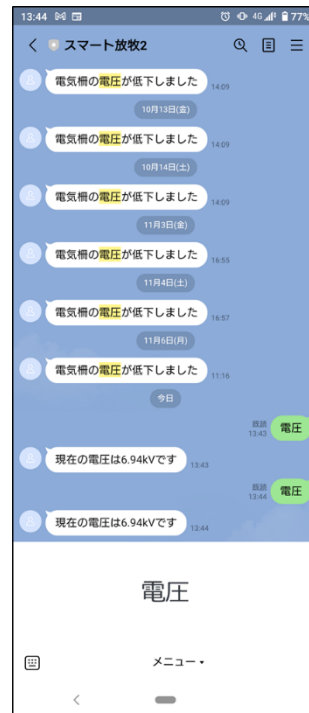 13:44 4G 77%
スマート放牧2
電気柵の電圧が低下しました 14:09
10月13日(金)
電気柵の電圧が低下しました 14:09
10月14日(土)
電気柵の電圧が低下しました 14:09
11月3日(金)
電気柵の電圧が低下しました 16:55
11月4日(土)
電気柵の電圧が低下しました 16:57
11月6日(月)
電気柵の電圧が低下しました 11:16
今日
既読
13:43 電圧
現在の電圧は6.94kVです 13:43
既読
13:44 電圧
現在の電圧は6.94kVです 13:44
電圧
メニュー